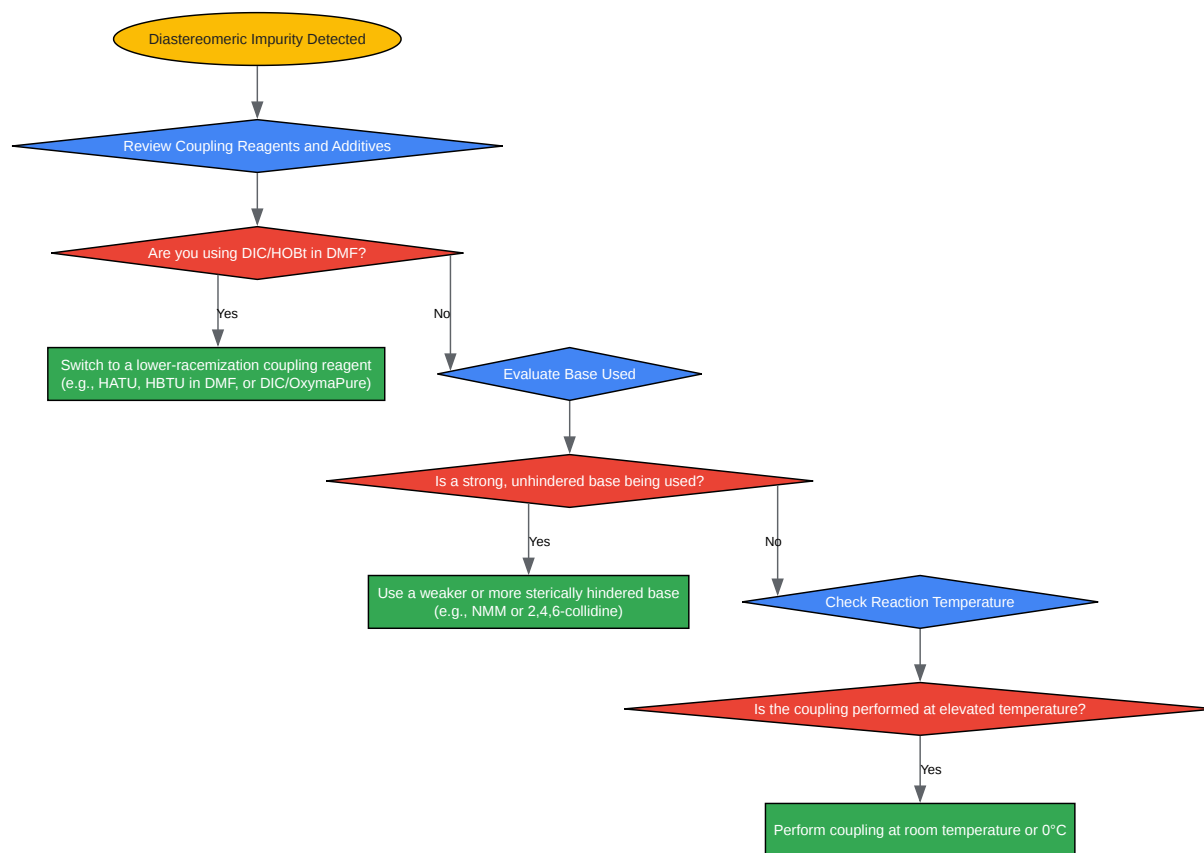 Diastereomeric Impurity Detected
Review Coupling Reagents and Additives
Are you using DIC/HOBt in DMF?
Yes
No
Switch to a lower-racemization coupling reagent
(e.g., HATU, HBTU in DMF, or DIC/OxymaPure)
Evaluate Base Used
Is a strong, unhindered base being used?
Yes
No
Use a weaker or more sterically hindered base
(e.g., NMM or 2,4,6-collidine)
Check Reaction Temperature
Is the coupling performed at elevated temperature?
Yes
Perform coupling at room temperature or 0°C